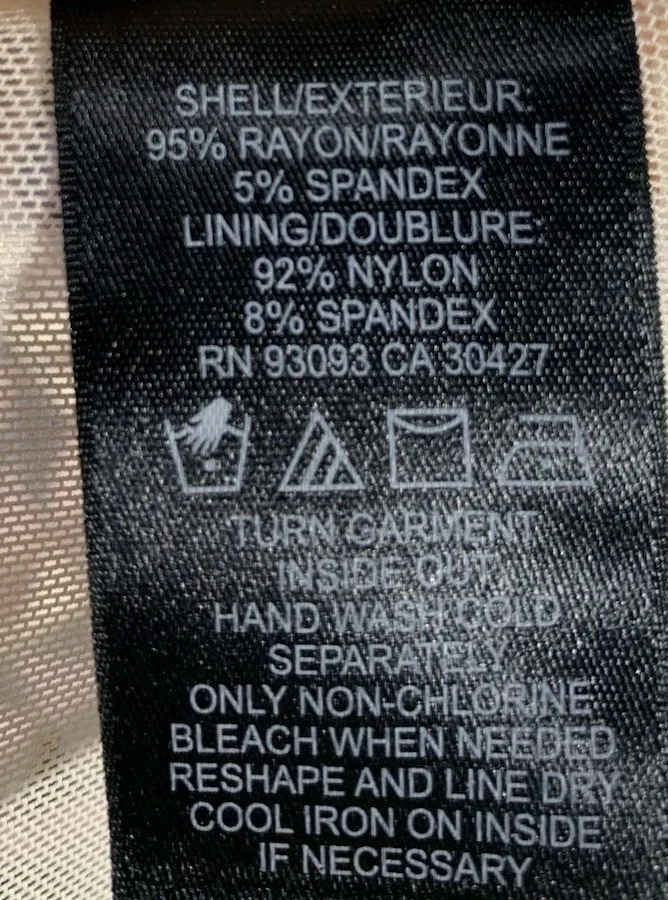 SHELL/EXTERIEUR:
95% RAYON/RAYONNE
5% SPANDEX
LINING/DOUBLURE:
92% NYLON
8% SPANDEX
RN 93093 CA 30427
TURN GARMENT
INSIDE OUT
HAND WASH COLD
SEPARATELY
ONLY NON-CHLORINE
BLEACH WHEN NEEDED
RESHAPE AND LINE DRY
COOL IRON ON INSIDE
IF NECESSARY